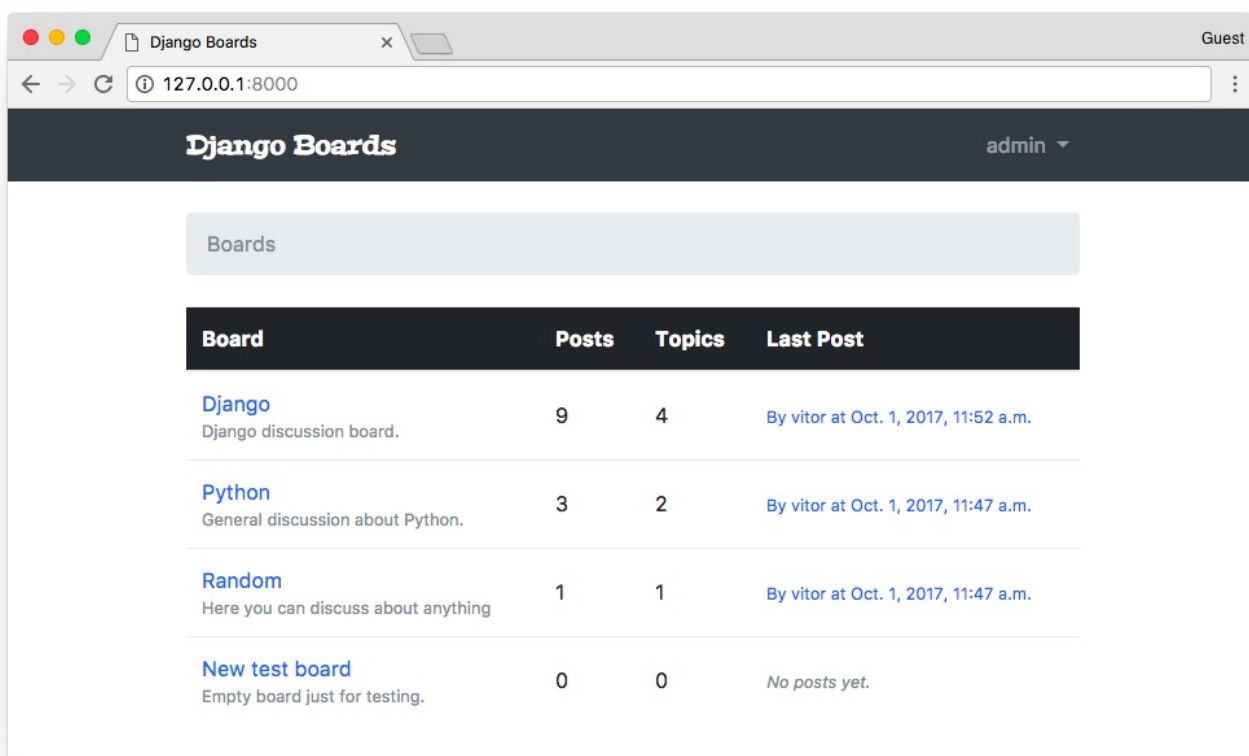 Django Boards
Guest
127.0.0.1:8000
Django Boards
admin
Boards
Board Posts Topics Last Post
Django
Django discussion board.
9 4 By vitor at Oct. 1, 2017, 11:52 a.m.
Python
General discussion about Python.
3 2 By vitor at Oct. 1, 2017, 11:47 a.m.
Random
Here you can discuss about anything
1 1 By vitor at Oct. 1, 2017, 11:47 a.m.
New test board
Empty board just for testing.
0 0 No posts yet.